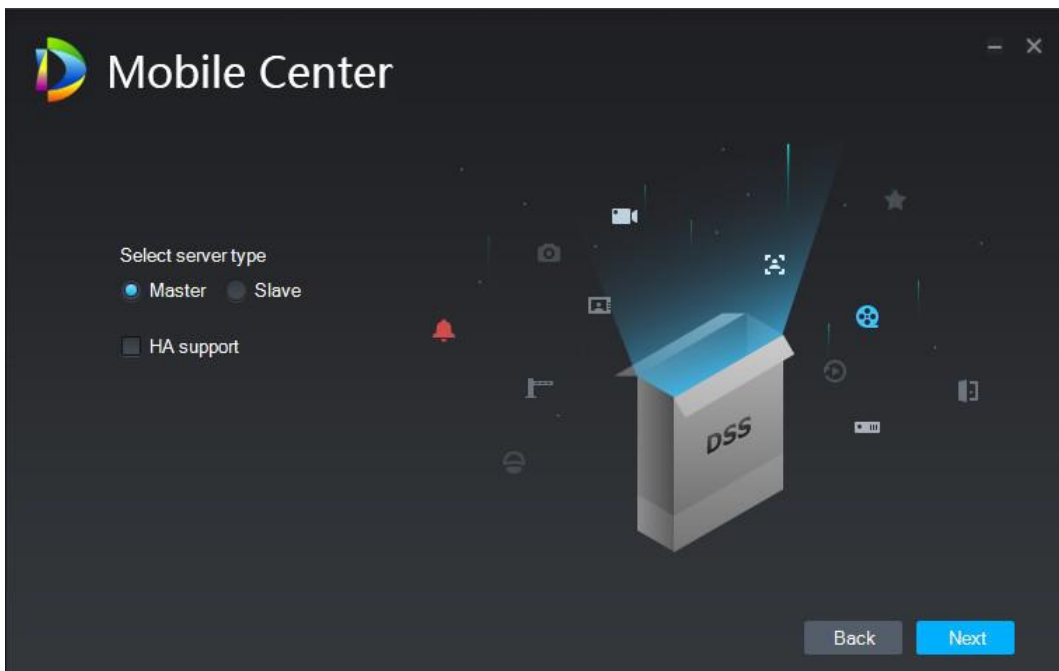 Mobile Center
Select server type
Master Slave
HA support
DSS
Back Next